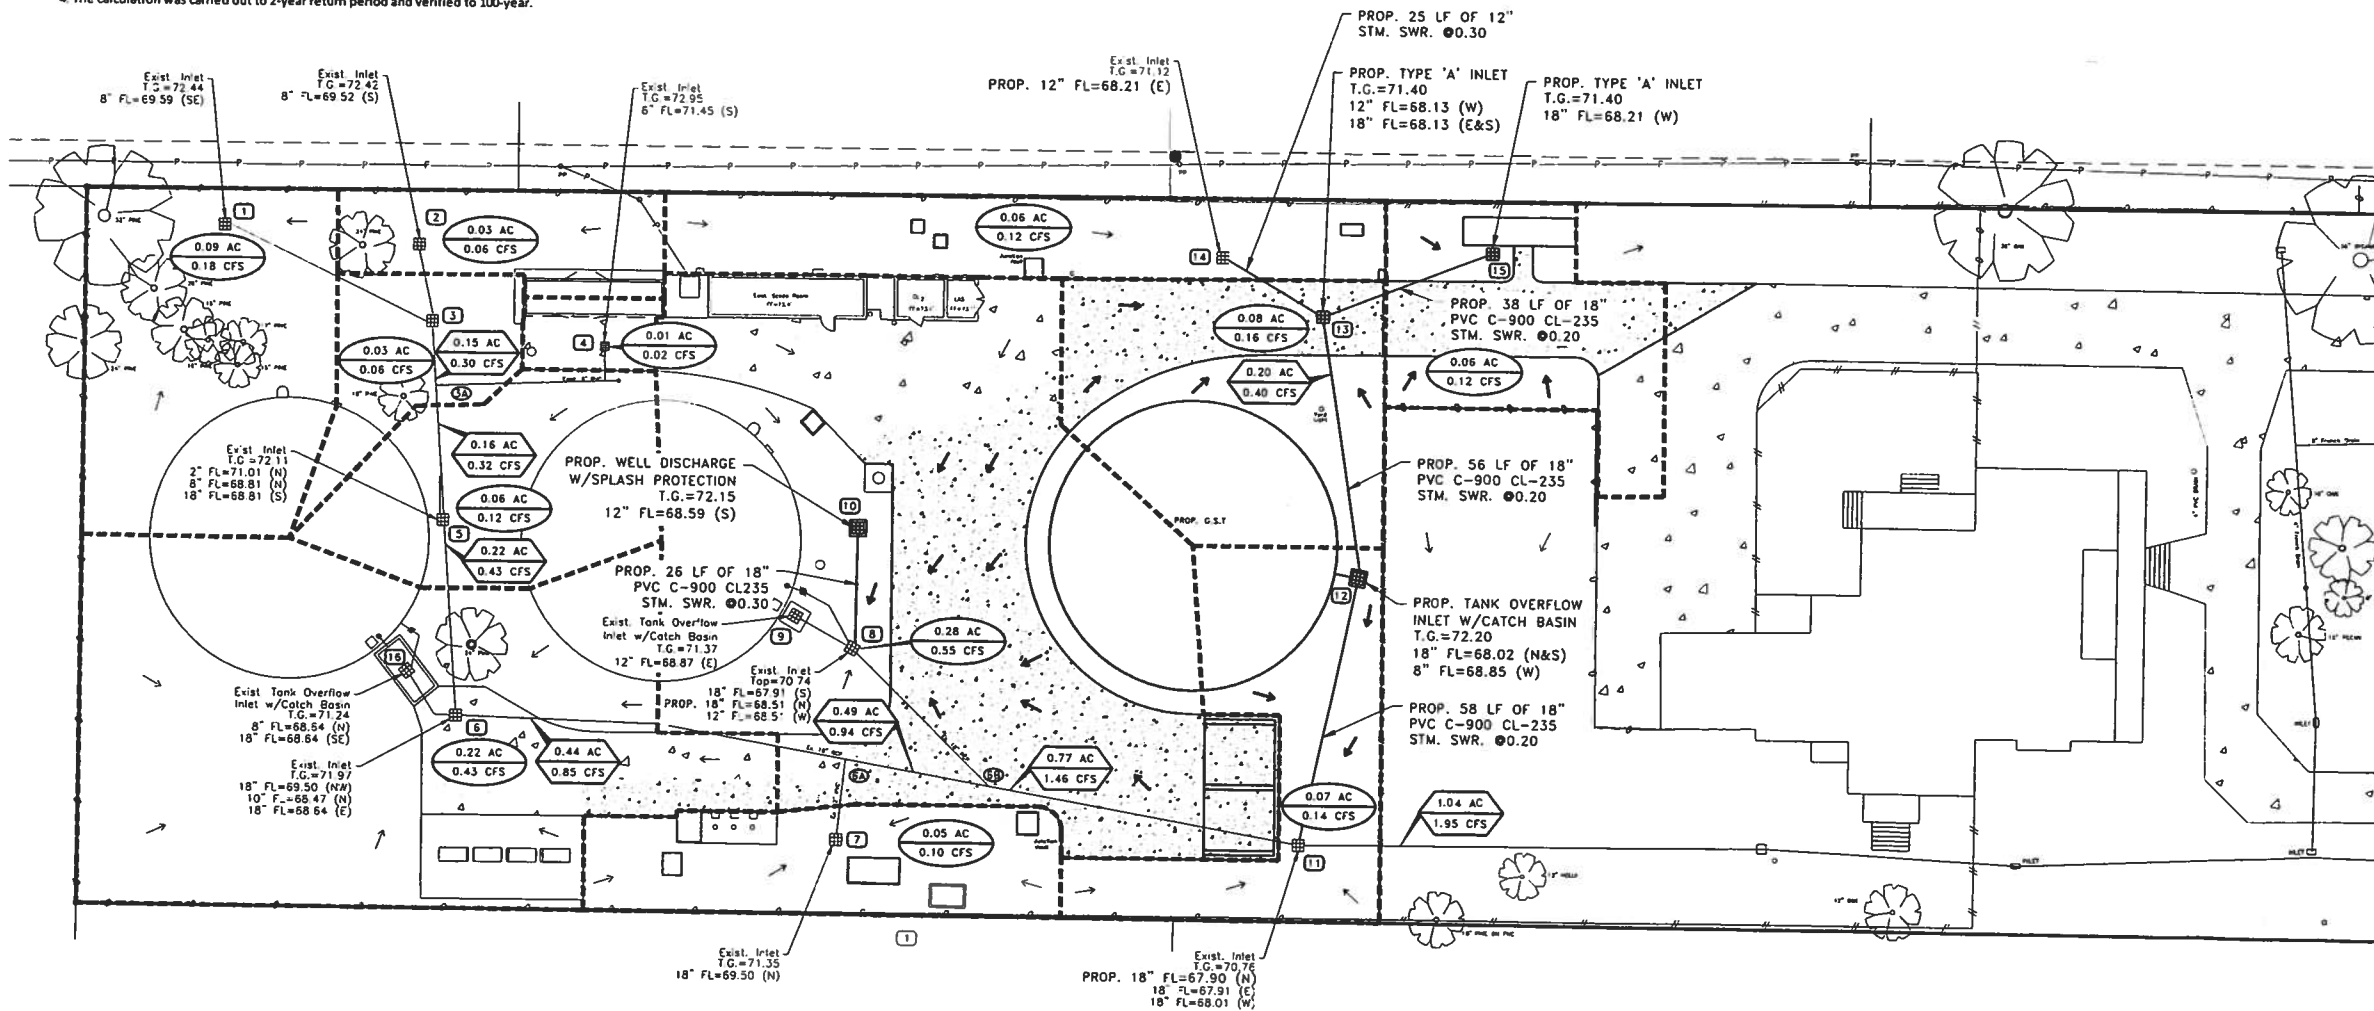 4. The calculation was carried out to 2-year return period and verified to 100-year.
PROP. 25 LF OF 12"
STM. SWR. @0.30
Exist. Inlet
T.G.=72.44
8" FL=69.59 (SE)
Exist. Inlet
T.G.=72.42
8" FL=69.52 (S)
Exist. Inlet
T.G.=72.95
6" FL=71.45 (S)
Exist. Inlet
T.G.=71.12
PROP. 12" FL=68.21 (E)
PROP. TYPE 'A' INLET
T.G.=71.40
12" FL=68.13 (W)
18" FL=68.13 (E&S)
PROP. TYPE 'A' INLET
T.G.=71.40
18" FL=68.21 (W)
P P P P P P
PP
PP
PP
32" PINE
1
0.09 AC
0.18 CFS
2
0.03 AC
0.06 CFS
0.06 AC
0.12 CFS
Junction
14
15
3
0.03 AC
0.06 CFS
0.15 AC
0.30 CFS
4
0.01 AC
0.02 CFS
0.08 AC
0.16 CFS
13
PROP. 38 LF OF 18"
PVC C-900 CL-235
STM. SWR. @0.20
3A
0.20 AC
0.40 CFS
0.06 AC
0.12 CFS
0.16 AC
0.32 CFS
Exist. Inlet
T.G.=72.11
2" FL=71.01 (N)
8" FL=68.81 (N)
18" FL=68.81 (S)
5
0.06 AC
0.12 CFS
0.22 AC
0.43 CFS
PROP. WELL DISCHARGE
W/SPLASH PROTECTION
T.G.=72.15
12" FL=68.59 (S)
10
PROP. 56 LF OF 18"
PVC C-900 CL-235
STM. SWR. @0.20
PROP. G.S.T
PROP. 26 LF OF 18"
PVC C-900 CL235
STM. SWR. @0.30
Exist. Tank Overflow
Inlet w/Catch Basin
T.G.=71.37
12" FL=68.87 (E)
9
8
0.28 AC
0.55 CFS
12
PROP. TANK OVERFLOW
INLET W/CATCH BASIN
T.G.=72.20
18" FL=68.02 (N&S)
8" FL=68.85 (W)
Exist. Inlet
Top=70.74
18" FL=67.91 (S)
PROP. 18" FL=68.51 (N)
12" FL=68.51 (W)
16
Exist. Tank Overflow
Inlet w/Catch Basin
T.G.=71.24
8" FL=68.64 (N)
18" FL=68.64 (SE)
6
0.22 AC
0.43 CFS
0.44 AC
0.85 CFS
0.49 AC
0.94 CFS
PROP. 58 LF OF 18"
PVC C-900 CL-235
STM. SWR. @0.20
Exist. Inlet
T.G.=71.97
18" FL=69.50 (NW)
10" FL=68.47 (N)
18" FL=68.64 (E)
6A
6B
0.77 AC
1.46 CFS
7
0.05 AC
0.10 CFS
0.07 AC
0.14 CFS
1.04 AC
1.95 CFS
11
INLET
INLET
INLET
1
Exist. Inlet
T.G.=71.35
18" FL=69.50 (N)
Exist. Inlet
T.G.=70.76
PROP. 18" FL=67.90 (N)
18" FL=67.91 (E)
18" FL=68.01 (W)